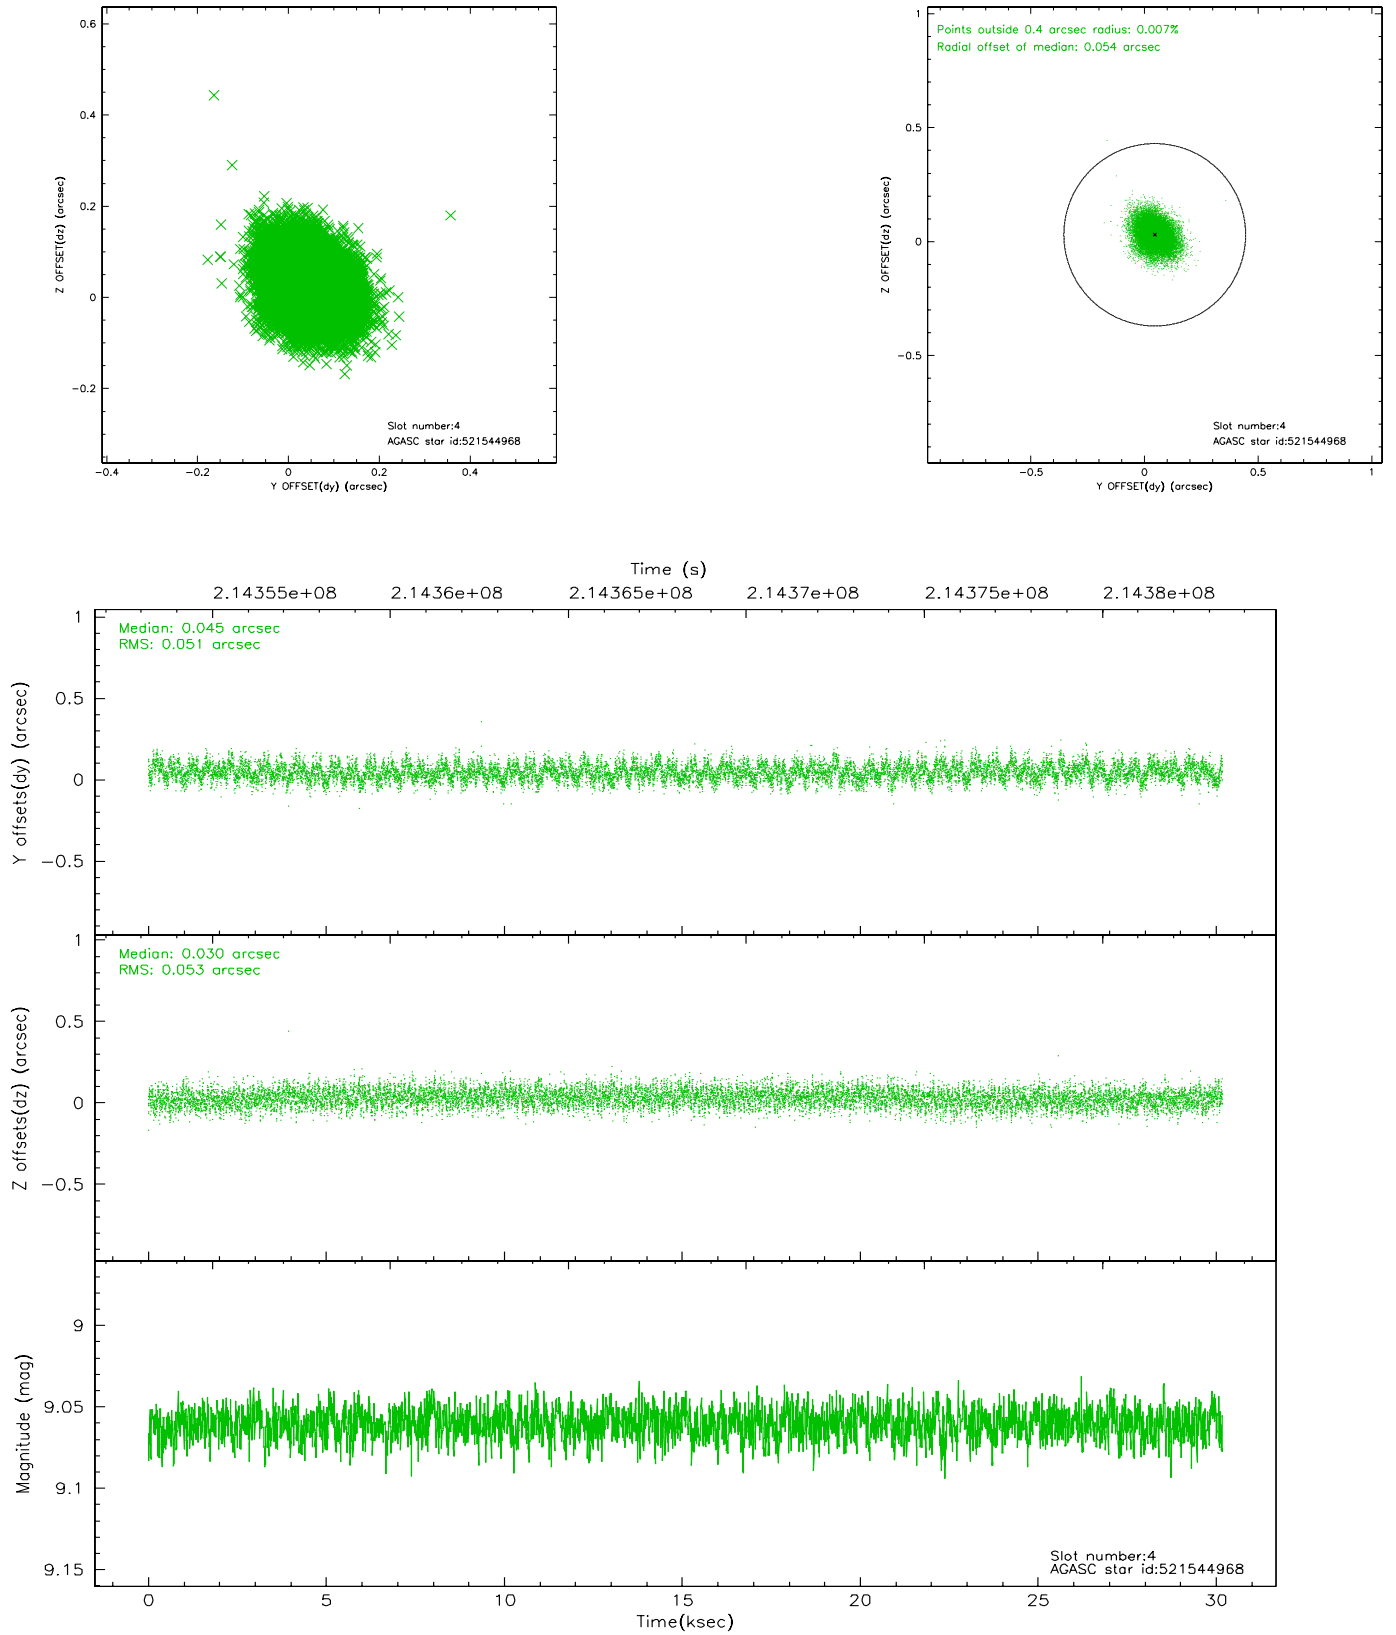 0.6
0.4
0.2
0
−0.2
Z OFFSET(dz) (arcsec)
Slot number:4
AGASC star id:521544968
−0.4 −0.2 0 0.2 0.4
Y OFFSET(dy) (arcsec)
1
0.5
0
−0.5
Z OFFSET(dz) (arcsec)
Points outside 0.4 arcsec radius: 0.007%
Radial offset of median: 0.054 arcsec
Slot number:4
AGASC star id:521544968
−0.5 0 0.5 1
Y OFFSET(dy) (arcsec)
Time (s)
2.14355e+08 2.1436e+08 2.14365e+08 2.1437e+08 2.14375e+08 2.1438e+08
Median: 0.045 arcsec
RMS: 0.051 arcsec
1
0.5
0
−0.5
Y offsets(dy) (arcsec)
Median: 0.030 arcsec
RMS: 0.053 arcsec
1
0.5
0
−0.5
Z offsets(dz) (arcsec)
9
9.05
9.1
9.15
Magnitude (mag)
Slot number:4
AGASC star id:521544968
0 5 10 15 20 25 30
Time(ksec)